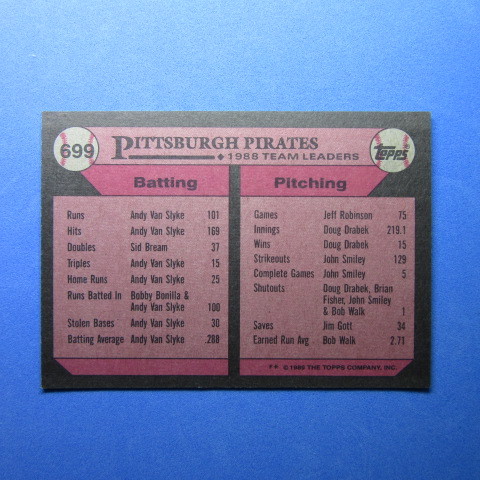 699
PITTSBURGH PIRATES
1988 TEAM LEADERS
TOPPS
Batting
Runs Andy Van Slyke 101
Hits Andy Van Slyke 169
Doubles Sid Bream 37
Triples Andy Van Slyke 15
Home Runs Andy Van Slyke 25
Runs Batted In Bobby Bonilla &
Andy Van Slyke 100
Stolen Bases Andy Van Slyke 30
Batting Average Andy Van Slyke .288
Pitching
Games Jeff Robinson 75
Innings Doug Drabek 219.1
Wins Doug Drabek 15
Strikeouts John Smiley 129
Complete Games John Smiley 5
Shutouts Doug Drabek, Brian
Fisher, John Smiley
& Bob Walk 1
Saves Jim Gott 34
Earned Run Avg Bob Walk 2.71
** © 1989 THE TOPPS COMPANY, INC.